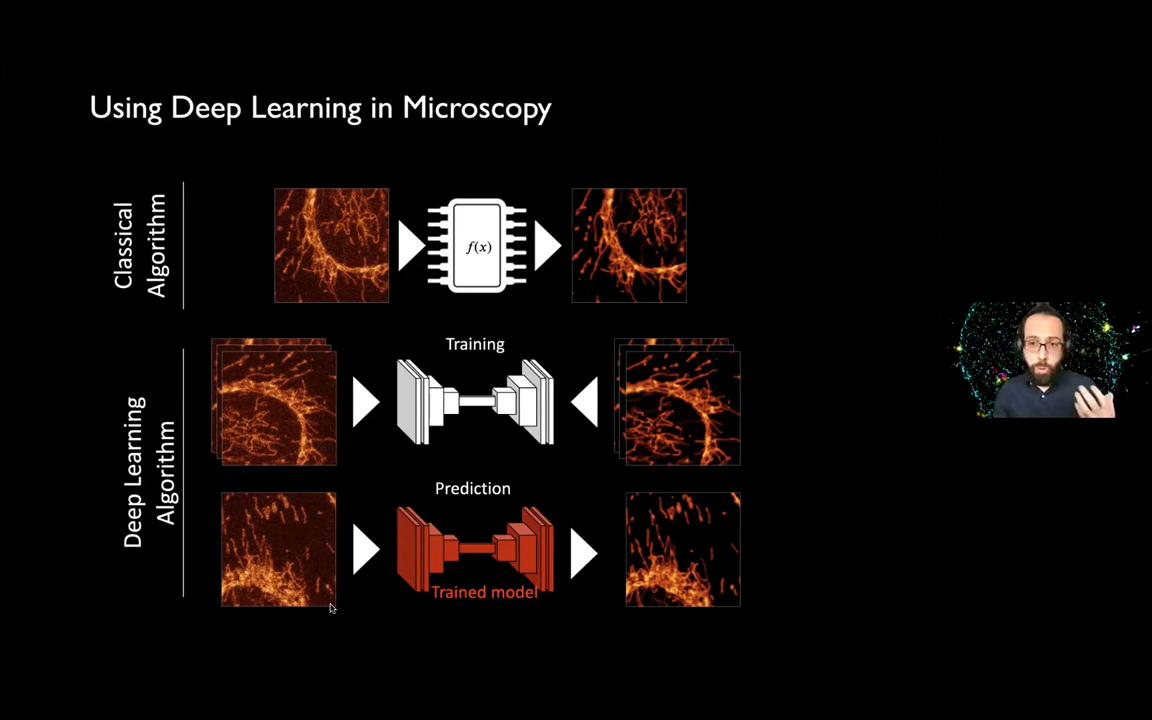 Using Deep Learning in Microscopy
Classical
Algorithm
f(x)
Deep Learning
Algorithm
Training
Prediction
Trained model